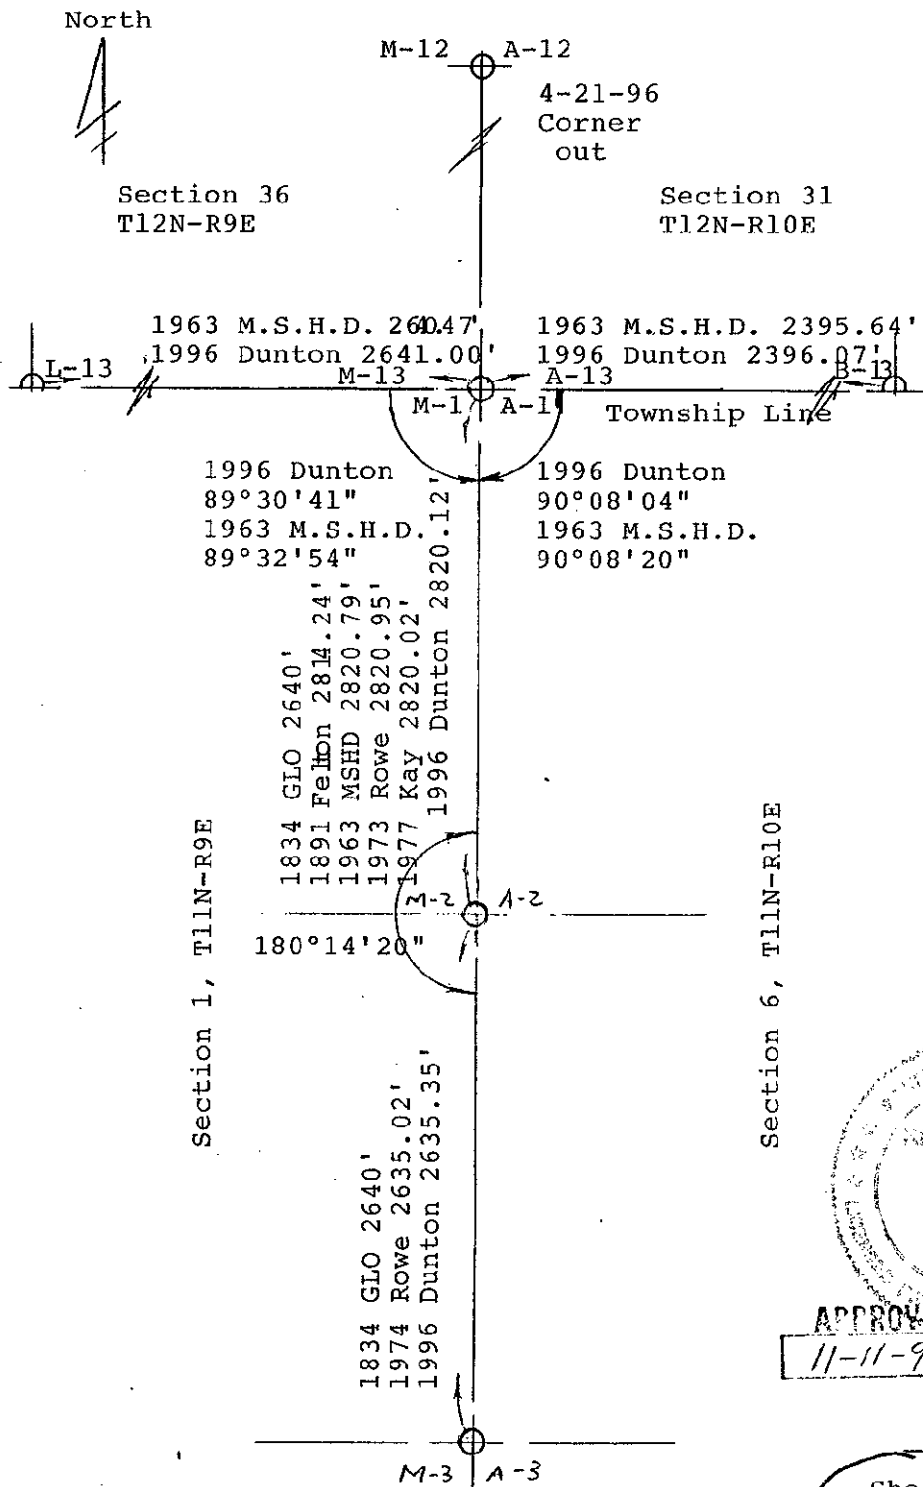 North
M-12 A-12
4-21-96
Corner
out
Section 36
T12N-R9E
Section 31
T12N-R10E
1963 M.S.H.D.
1996 Dunton 2641.00'
1963 M.S.H.D. 2395.64'
1996 Dunton 2396.07'
L-13
M-13 A-13
B-13
M-1 A-1
Township Line
1996 Dunton
89°30'41"
1963 M.S.H.D.
89°32'54"
1996 Dunton
90°08'04"
1963 M.S.H.D.
90°08'20"
1834 GLO 2640'
1891 Felton 2814.24'
1963 MSHD 2820.79'
1973 Rowe 2820.95'
1977 Kay 2820.02'
1996 Dunton 2820.12'
M-2 A-2
180°14'20"
Section 1, T11N-R9E
Section 6, T11N-R10E
1834 GLO 2640'
1974 Rowe 2635.02'
1996 Dunton 2635.35'
M-3 A-3
APPROV
11-11-9
She